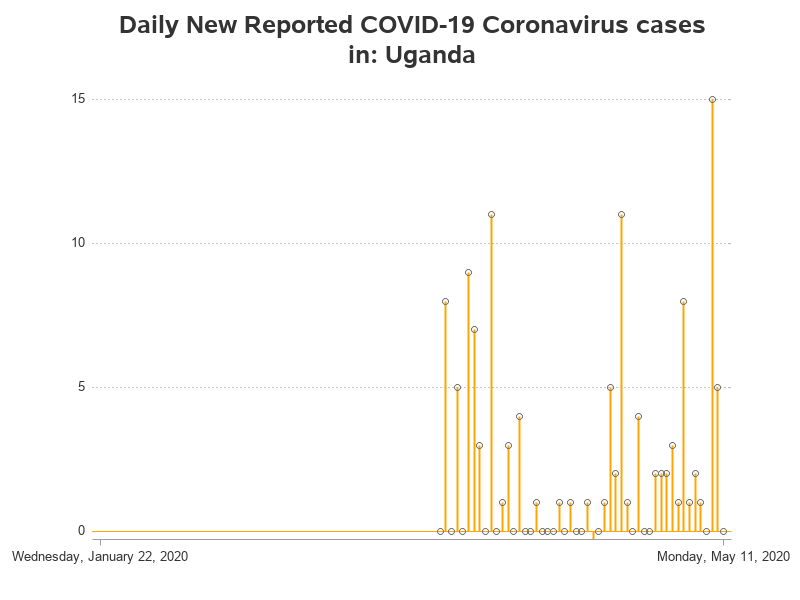 Daily New Reported COVID-19 Coronavirus cases
in: Uganda
15
10
5
0
Wednesday, January 22, 2020
Monday, May 11, 2020